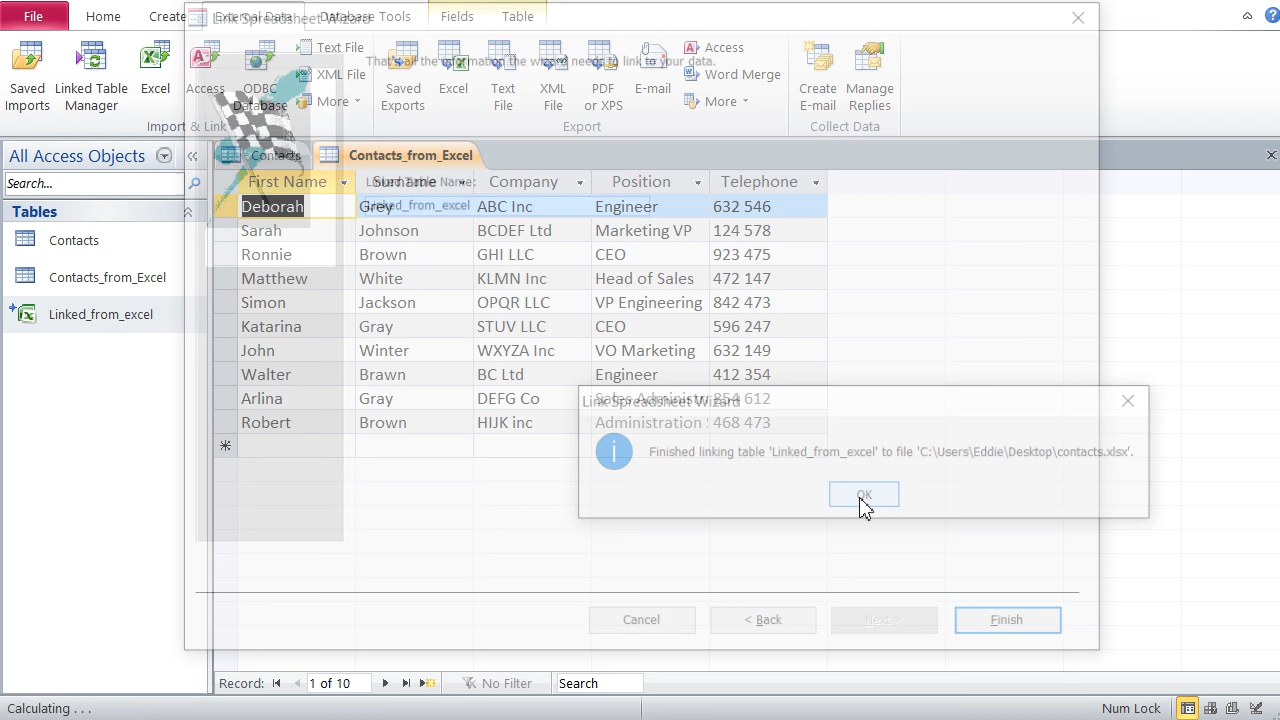 File Home Create External Data Database Tools Fields Table
Link Spreadsheet Wizard
Saved Imports
Linked Table Manager
Excel
Access
ODBC Database
Text File
XML File
More
Import & Link
Saved Exports
Excel
Text File
XML File
PDF or XPS
E-mail
Access
Word Merge
More
Export
Create E-mail
Manage Replies
Collect Data
That's all the information the wizard needs to link to your data.
All Access Objects
Search...
Tables
Contacts
Contacts_from_Excel
Linked_from_excel
Contacts Contacts_from_Excel
First Name Surname Company Position Telephone
Linked Table Name:
Linked_from_excel
Deborah Grey ABC Inc Engineer 632 546
Sarah Johnson BCDEF Ltd Marketing VP 124 578
Ronnie Brown GHI LLC CEO 923 475
Matthew White KLMN Inc Head of Sales 472 147
Simon Jackson OPQR LLC VP Engineering 842 473
Katarina Gray STUV LLC CEO 596 247
John Winter WXYZA Inc VO Marketing 632 149
Walter Brawn BC Ltd Engineer 412 354
Arlina Gray DEFG Co Sales Administr 854 612
Robert Brown HIJK inc Administration 468 473
Link Spreadsheet Wizard
Finished linking table 'Linked_from_excel' to file 'C:\Users\Eddie\Desktop\contacts.xlsx'.
OK
Cancel < Back Next > Finish
Record: 1 of 10 No Filter Search
Calculating . . . Num Lock